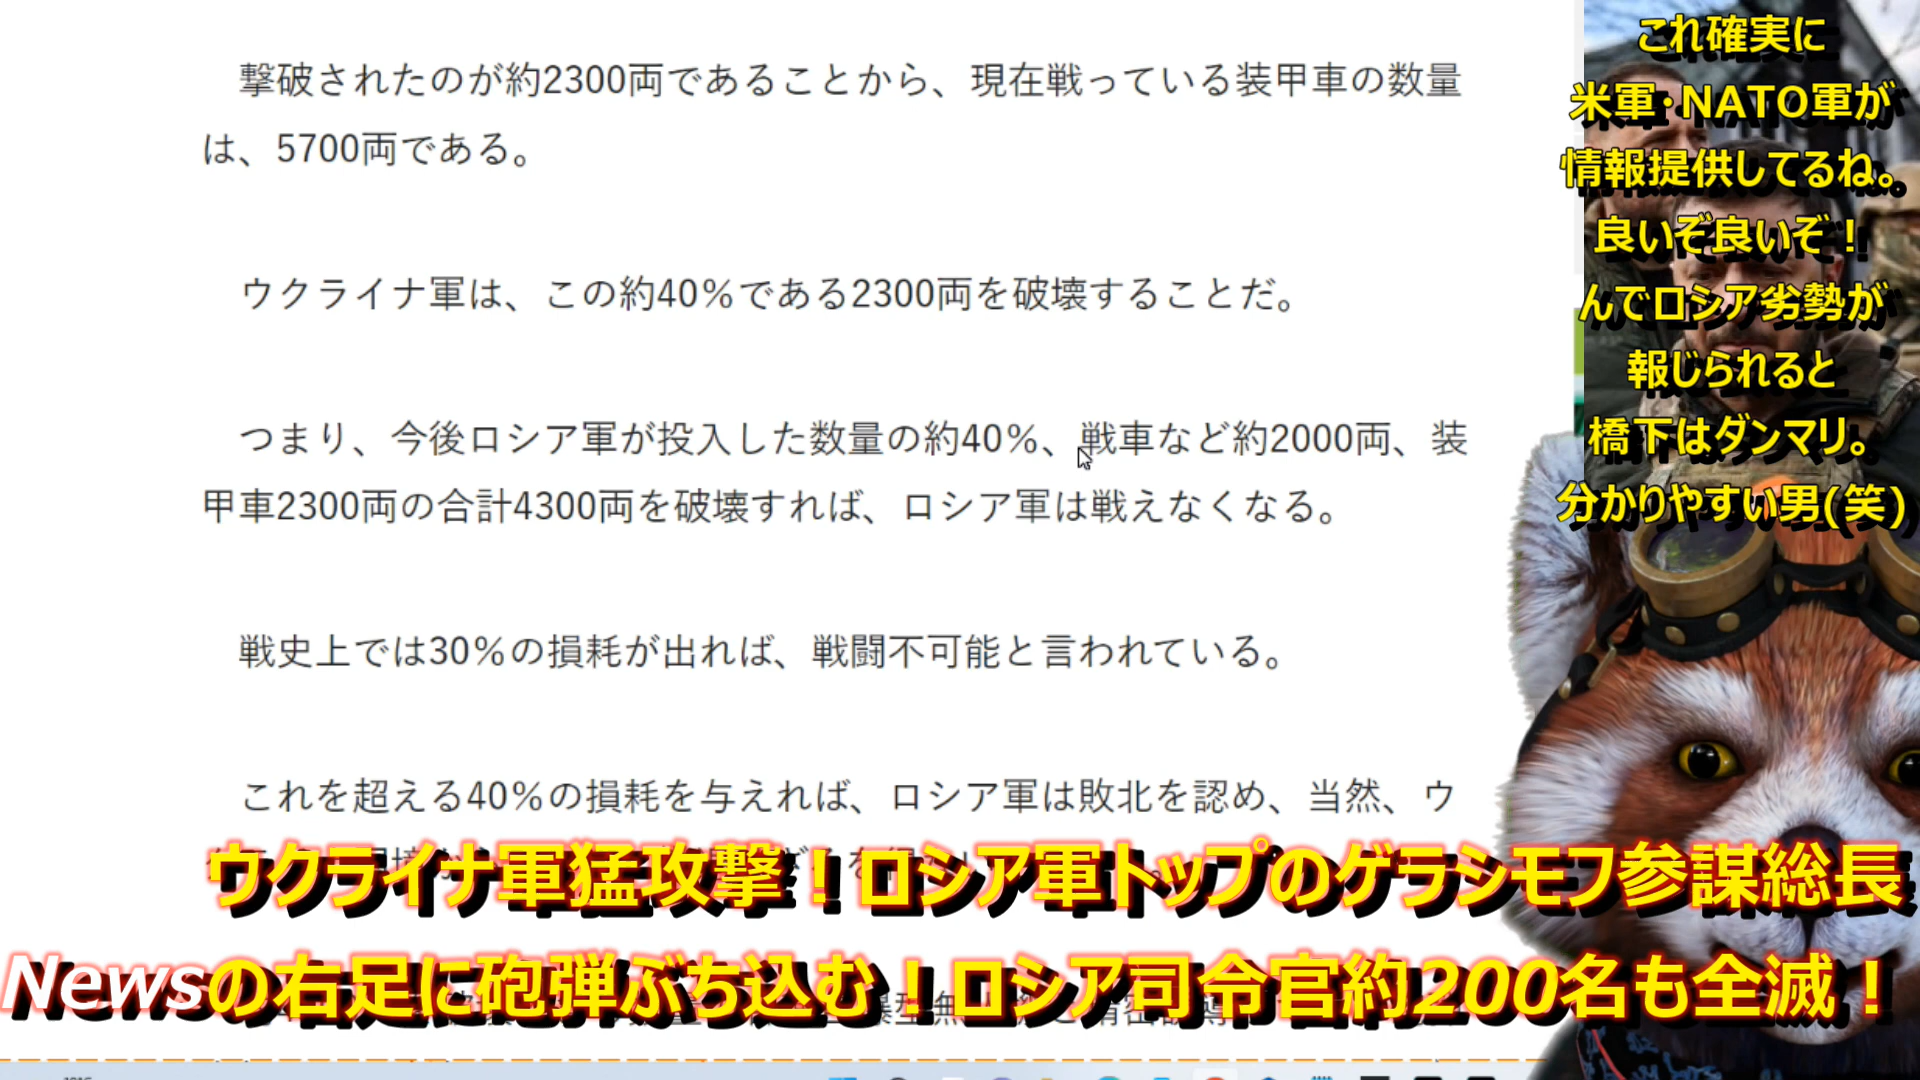 撃破されたのが約2300両であることから、現在戦っている装甲車の数量
は、5700両である。
ウクライナ軍は、この約40％である2300両を破壊することだ。
つまり、今後ロシア軍が投入した数量の約40％、戦車など約2000両、装
甲車2300両の合計4300両を破壊すれば、ロシア軍は戦えなくなる。
戦史上では30％の損耗が出れば、戦闘不可能と言われている。
これを超える40％の損耗を与えれば、ロシア軍は敗北を認め、当然、ウ
これ確実に
米軍・NATO軍が
情報提供してるね。
良いぞ良いぞ！
んでロシア劣勢が
報じられると
橋下はダンマリ。
分かりやすい男(笑)
ウクライナ軍猛攻撃！ロシア軍トップのゲラシモフ参謀総長
Newsの右足に砲弾ぶち込む！ロシア司令官約200名も全滅！